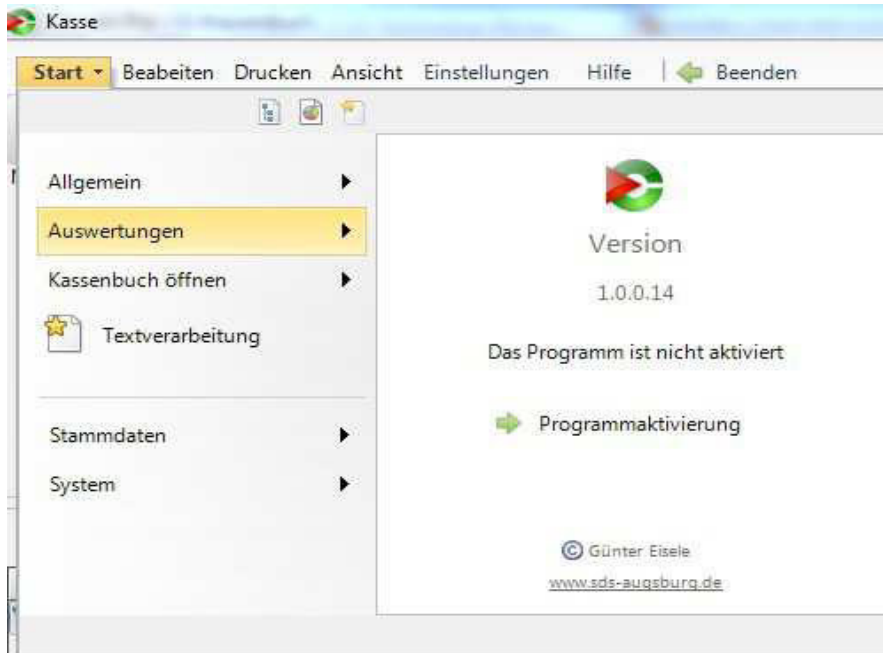 Kasse
Start Beabeiten Drucken Ansicht Einstellungen Hilfe Beenden
Allgemein
Auswertungen
Kassenbuch öffnen
Textverarbeitung
Stammdaten
System
Version
1.0.0.14
Das Programm ist nicht aktiviert
Programmaktivierung
© Günter Eisele
www.sds-augsburg.de